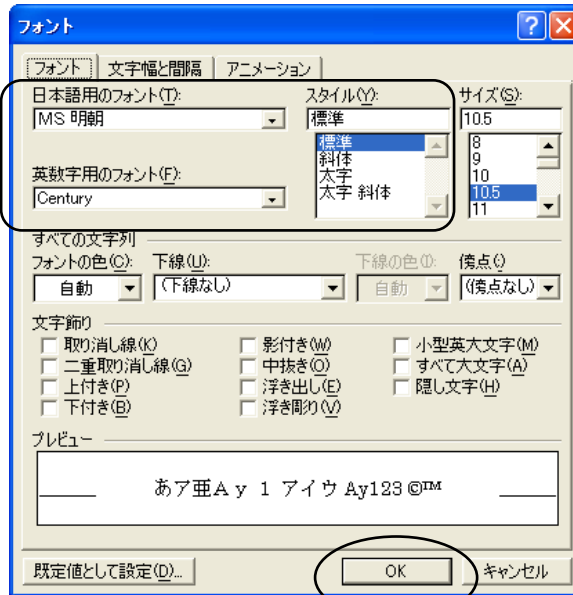 フォント
フォント 文字幅と間隔 アニメーション
日本語用のフォント(T): スタイル(Y): サイズ(S):
MS 明朝 標準 10.5
標準 8
斜体 9
太字 10
太字 斜体 10.5
11
英数字用のフォント(F):
Century
すべての文字列
フォントの色(C): 下線(U): 下線の色(I): 傍点(:)
自動 (下線なし) 自動 (傍点なし)
文字飾り
取り消し線(K) 影付き(W) 小型英大文字(M)
二重取り消し線(G) 中抜き(O) すべて大文字(A)
上付き(P) 浮き出し(E) 隠し文字(H)
下付き(B) 浮き彫り(V)
プレビュー
あア亜Ay 1 アイウ Ay123 ©™
既定値として設定(D)... OK キャンセル